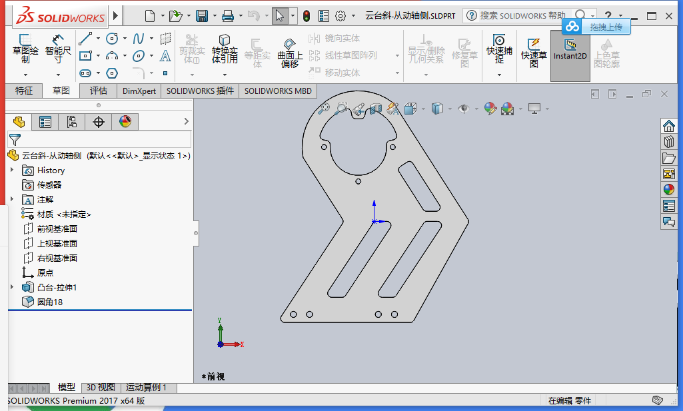 SOLIDWORKS
云台斜-从动轴侧.SLDPRT
搜索 SOLIDWORKS 帮助
拖拽上传
草图绘制
智能尺寸
剪裁实体(T)
转换实体引用
等距实体
曲面上偏移
镜向实体
线性草图阵列
移动实体
显示/删除几何关系
修复草图
快速捕捉
快速草图
Instant2D
上色草图轮廓
特征 草图 评估 DimXpert SOLIDWORKS 插件 SOLIDWORKS MBD
云台斜-从动轴侧 (默认<<默认>_显示状态 1>)
History
传感器
注解
材质 <未指定>
前视基准面
上视基准面
右视基准面
原点
凸台-拉伸1
圆角18
Y
X
*前视
模型 3D 视图 运动算例 1
SOLIDWORKS Premium 2017 x64 版
在编辑 零件